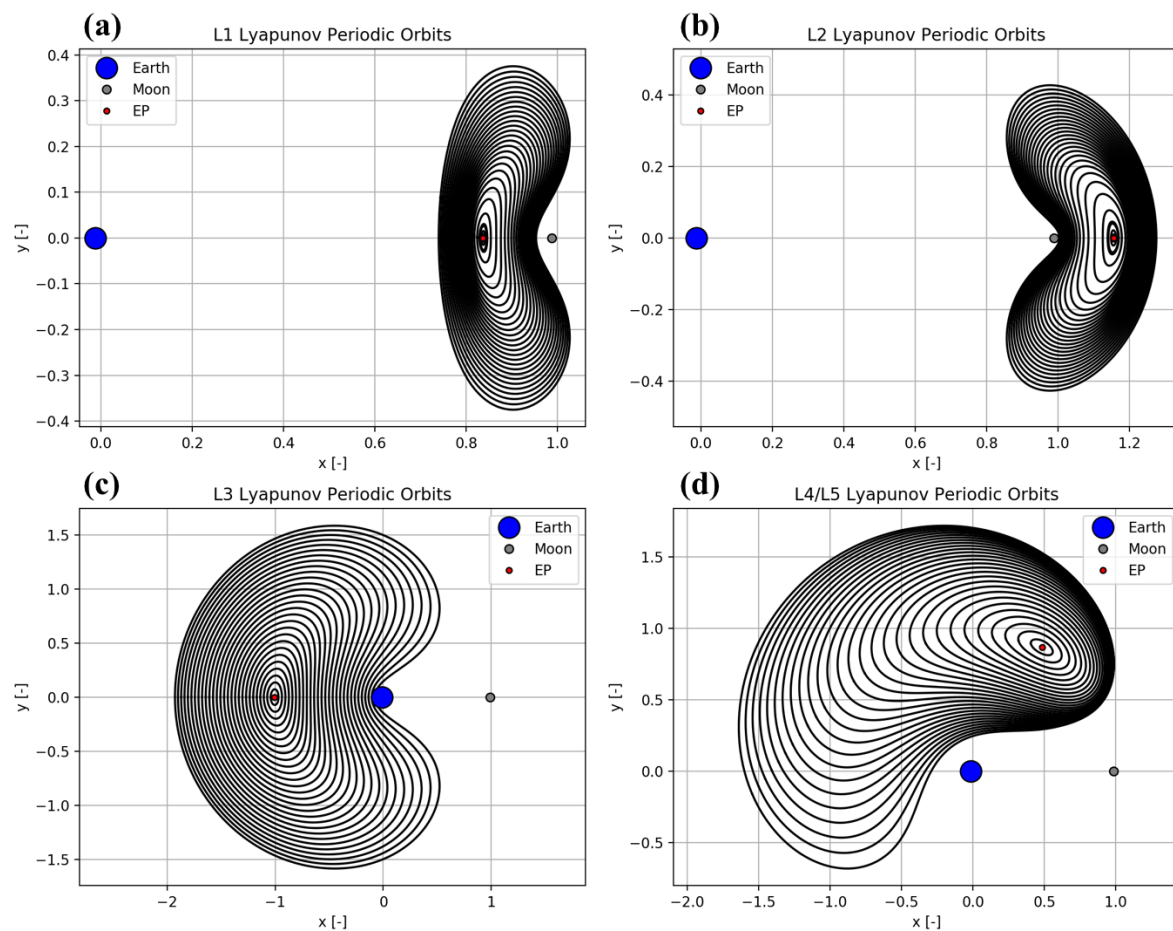 (a)
L1 Lyapunov Periodic Orbits
Earth
Moon
EP
0.4
0.3
0.2
0.1
0.0
−0.1
−0.2
−0.3
−0.4
y [-]
0.0 0.2 0.4 0.6 0.8 1.0
x [-]
(b)
L2 Lyapunov Periodic Orbits
Earth
Moon
EP
0.4
0.2
0.0
−0.2
−0.4
y [-]
0.0 0.2 0.4 0.6 0.8 1.0 1.2
x [-]
(c)
L3 Lyapunov Periodic Orbits
Earth
Moon
EP
1.5
1.0
0.5
0.0
−0.5
−1.0
−1.5
y [-]
−2 −1 0 1
x [-]
(d)
L4/L5 Lyapunov Periodic Orbits
Earth
Moon
EP
1.5
1.0
0.5
0.0
−0.5
y [-]
−2.0 −1.5 −1.0 −0.5 0.0 0.5 1.0
x [-]